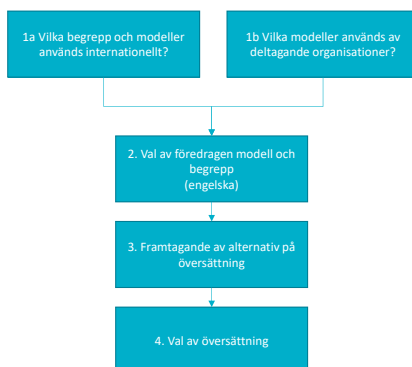 1a Vilka begrepp och modeller
används internationellt?
1b Vilka modeller används av
deltagande organisationer?
2. Val av föredragen modell och
begrepp
(engelska)
3. Framtagande av alternativ på
översättning
4. Val av översättning